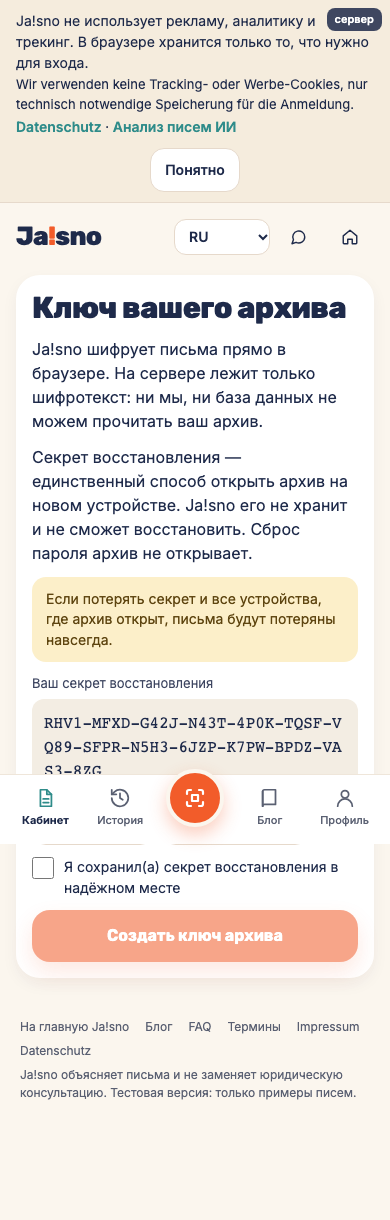 Ja!sno не использует рекламу, аналитику и
сервер
трекинг. В браузере хранится только то, что нужно
для входа.
Wir verwenden keine Tracking- oder Werbe-Cookies, nur
technisch notwendige Speicherung für die Anmeldung.
Datenschutz · Анализ писем ИИ
Понятно
Ja!sno
RU
Ключ вашего архива
Ja!sno шифрует письма прямо в
браузере. На сервере лежит только
шифротекст: ни мы, ни база данных не
можем прочитать ваш архив.
Секрет восстановления —
единственный способ открыть архив на
новом устройстве. Ja!sno его не хранит
и не сможет восстановить. Сброс
пароля архив не открывает.
Если потерять секрет и все устройства,
где архив открыт, письма будут потеряны
навсегда.
Ваш секрет восстановления
RHV1-MFXD-G42J-N43T-4P0K-TQSF-V
Q89-SFPR-N5H3-6JZP-K7PW-BPDZ-VA
S3-8ZG
Кабинет
История
Блог
Профиль
Я сохранил(а) секрет восстановления в
надёжном месте
Создать ключ архива
На главную Ja!sno Блог FAQ Термины Impressum
Datenschutz
Ja!sno объясняет письма и не заменяет юридическую
консультацию. Тестовая версия: только примеры писем.